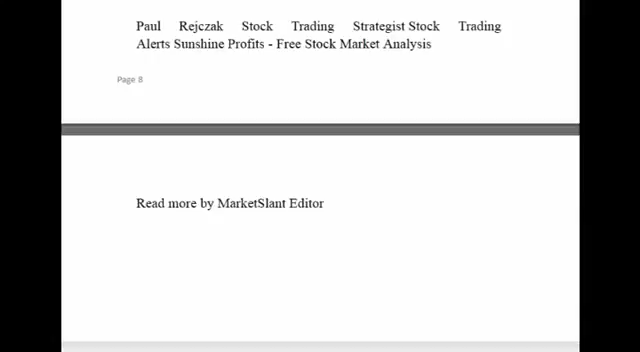 Paul Rejczak Stock Trading Strategist Stock Trading
Alerts Sunshine Profits - Free Stock Market Analysis
Page 8
Read more by MarketSlant Editor